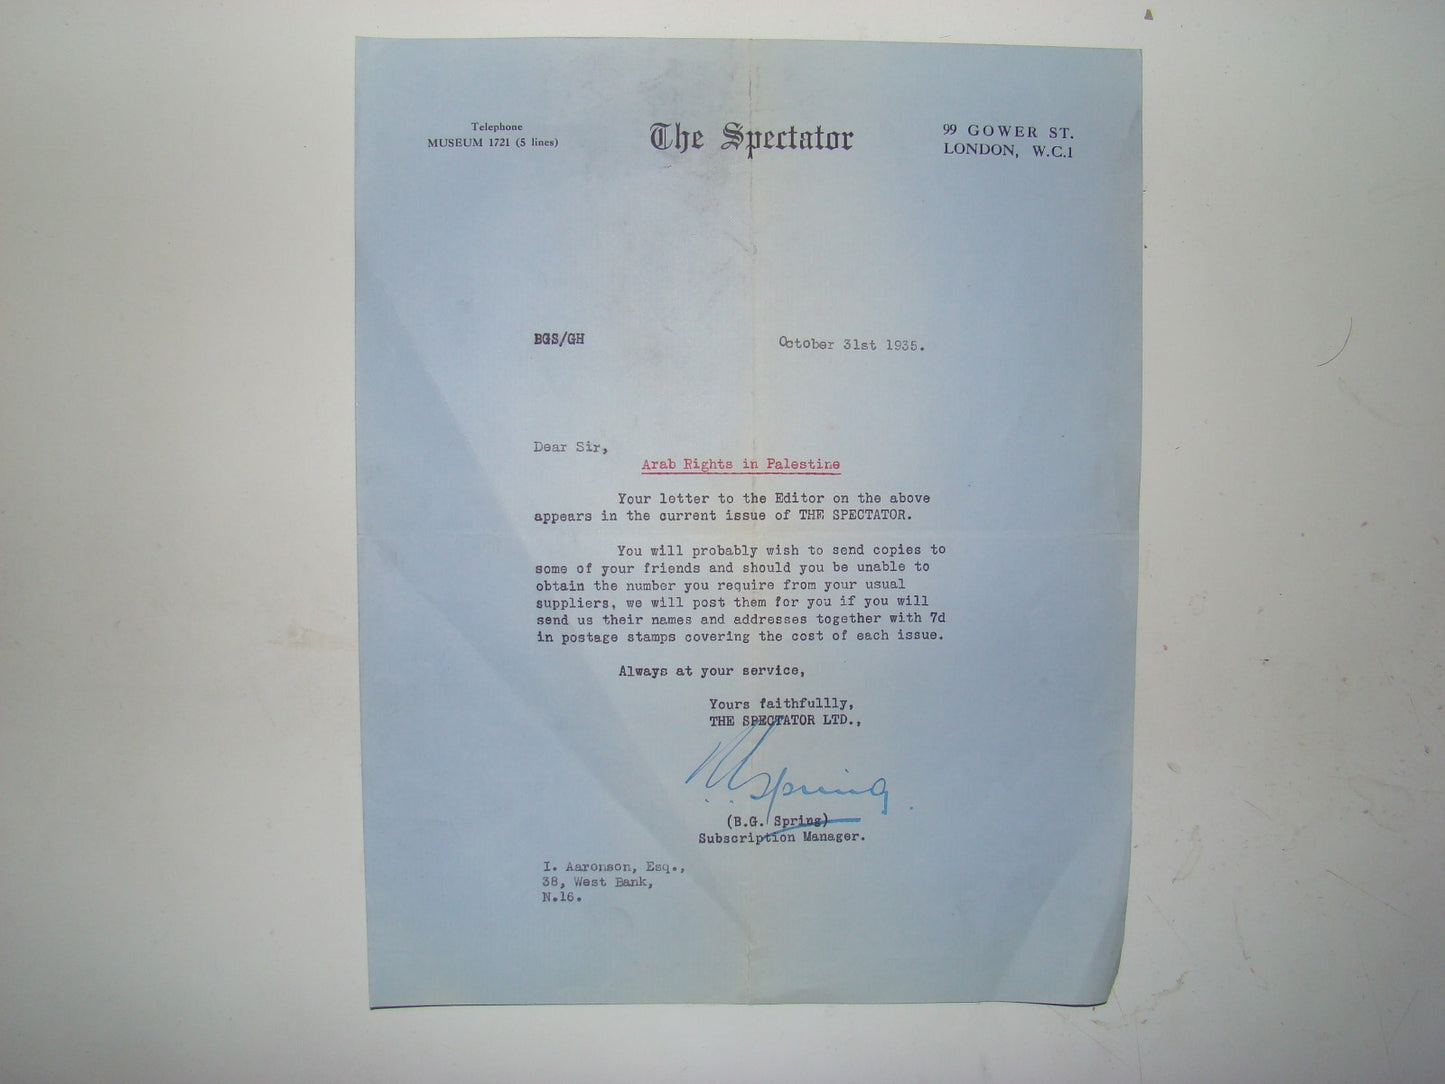 Telephone
MUSEUM 1721 (5 lines)
The Spectator
99 GOWER ST.
LONDON, W.C.1
BGS/GH
October 31st 1935.
Dear Sir,
Arab Rights in Palestine
Your letter to the Editor on the above
appears in the current issue of THE SPECTATOR.
You will probably wish to send copies to
some of your friends and should you be unable to
obtain the number you require from your usual
suppliers, we will post them for you if you will
send us their names and addresses together with 7d
in postage stamps covering the cost of each issue.
Always at your service,
Yours faithfullly,
THE SPECTATOR LTD.,
Spring
(B.G. Spring)
Subscription Manager.
I. Aaronson, Esq.,
38, West Bank,
N.16.